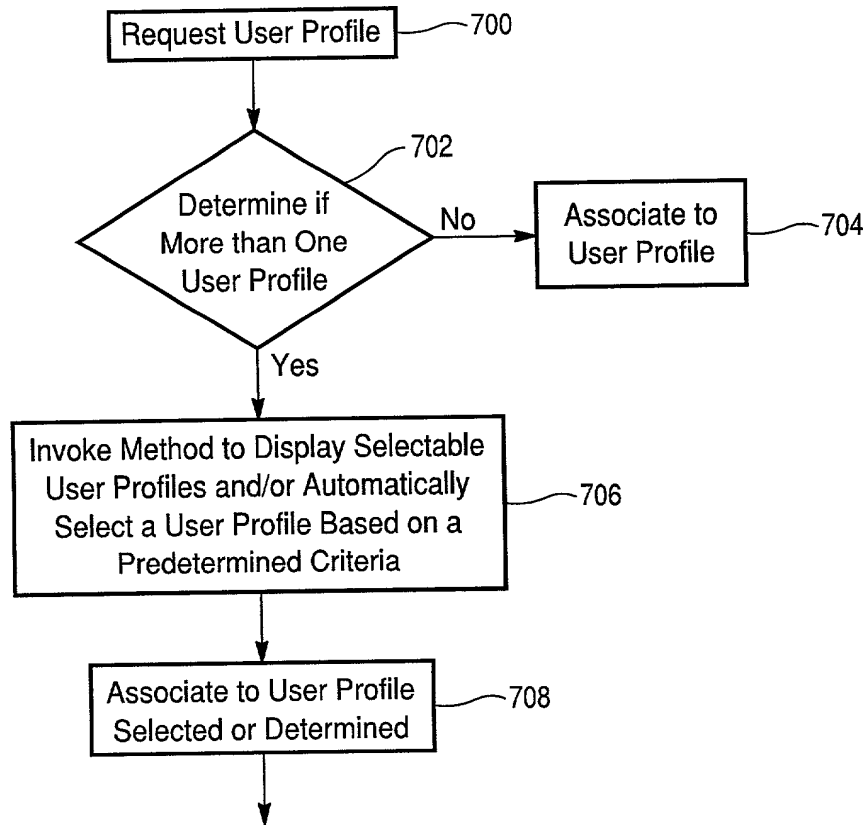 Request User Profile
700
702
Determine if
More than One
User Profile
No
Associate to
User Profile
704
Yes
Invoke Method to Display Selectable
User Profiles and/or Automatically
Select a User Profile Based on a
Predetermined Criteria
706
Associate to User Profile
Selected or Determined
708